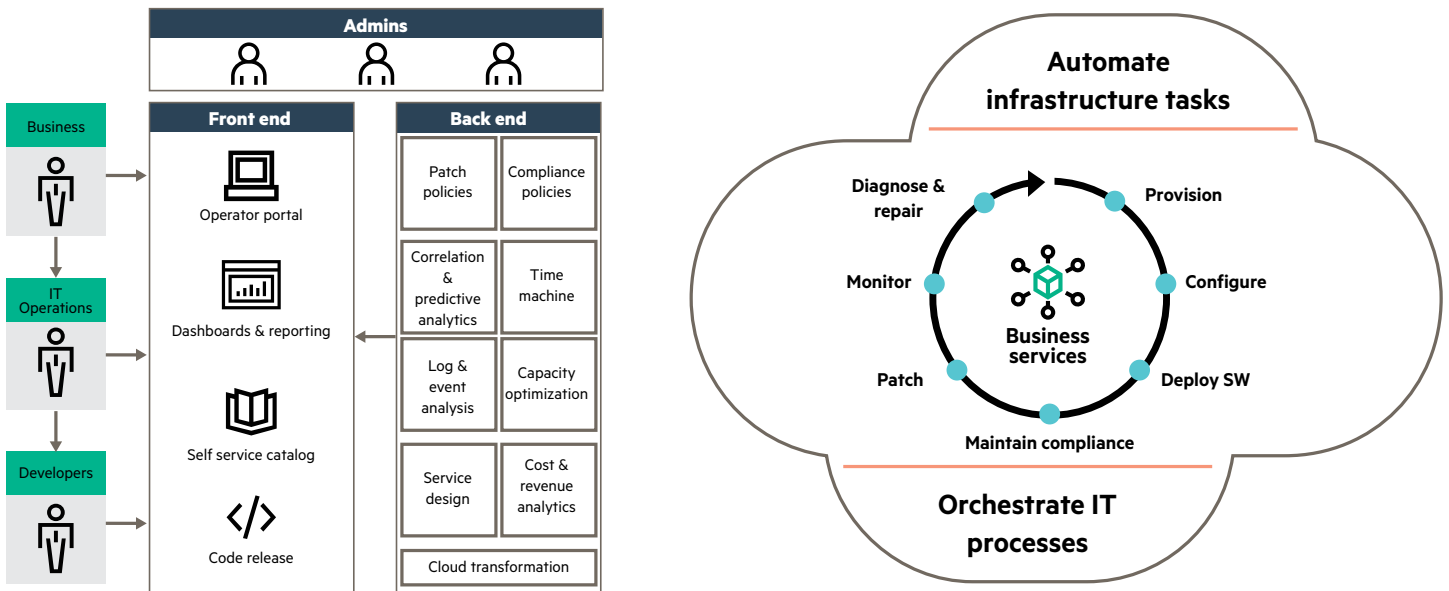 Admins
Business
IT
Operations
Developers
Front end
Operator portal
Dashboards & reporting
Self service catalog
Code release
Back end
Patch
policies
Compliance
policies
Correlation
&
predictive
analytics
Time
machine
Log &
event
analysis
Capacity
optimization
Service
design
Cost &
revenue
analytics
Cloud transformation
Automate
infrastructure tasks
Diagnose &
repair
Provision
Monitor
Configure
Business
services
Patch
Deploy SW
Maintain compliance
Orchestrate IT
processes